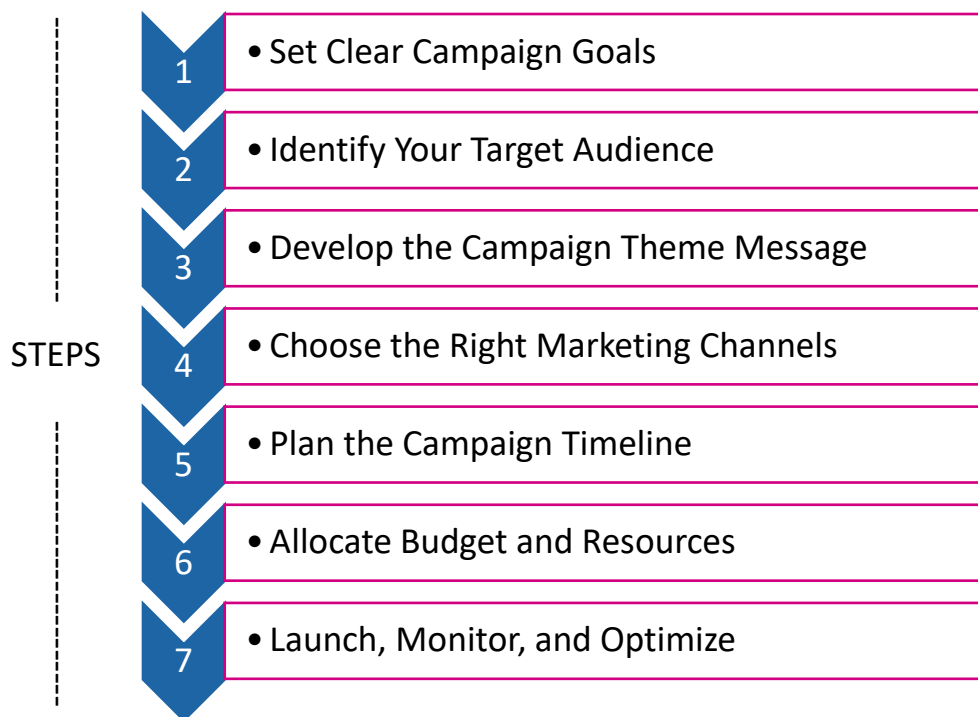 1
• Set Clear Campaign Goals
2
• Identify Your Target Audience
3
• Develop the Campaign Theme Message
STEPS
4
• Choose the Right Marketing Channels
5
• Plan the Campaign Timeline
6
• Allocate Budget and Resources
7
• Launch, Monitor, and Optimize